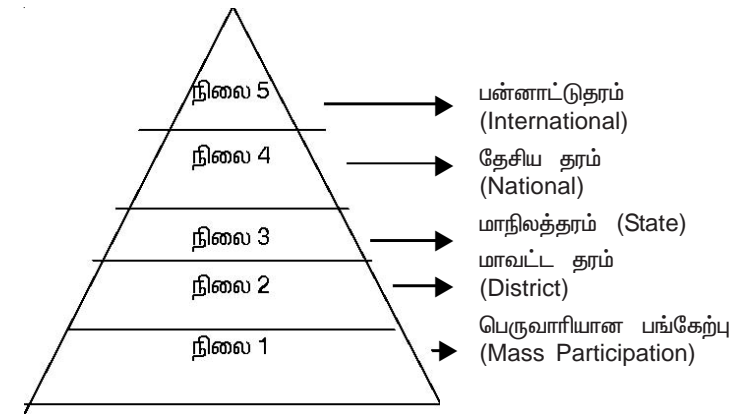 நிலை 5
பன்னாட்டுதரம்
(International)
நிலை 4
தேசிய தரம்
(National)
நிலை 3
மாநிலத்தரம் (State)
நிலை 2
மாவட்ட தரம்
(District)
நிலை 1
பெருவாரியான பங்கேற்பு
(Mass Participation)